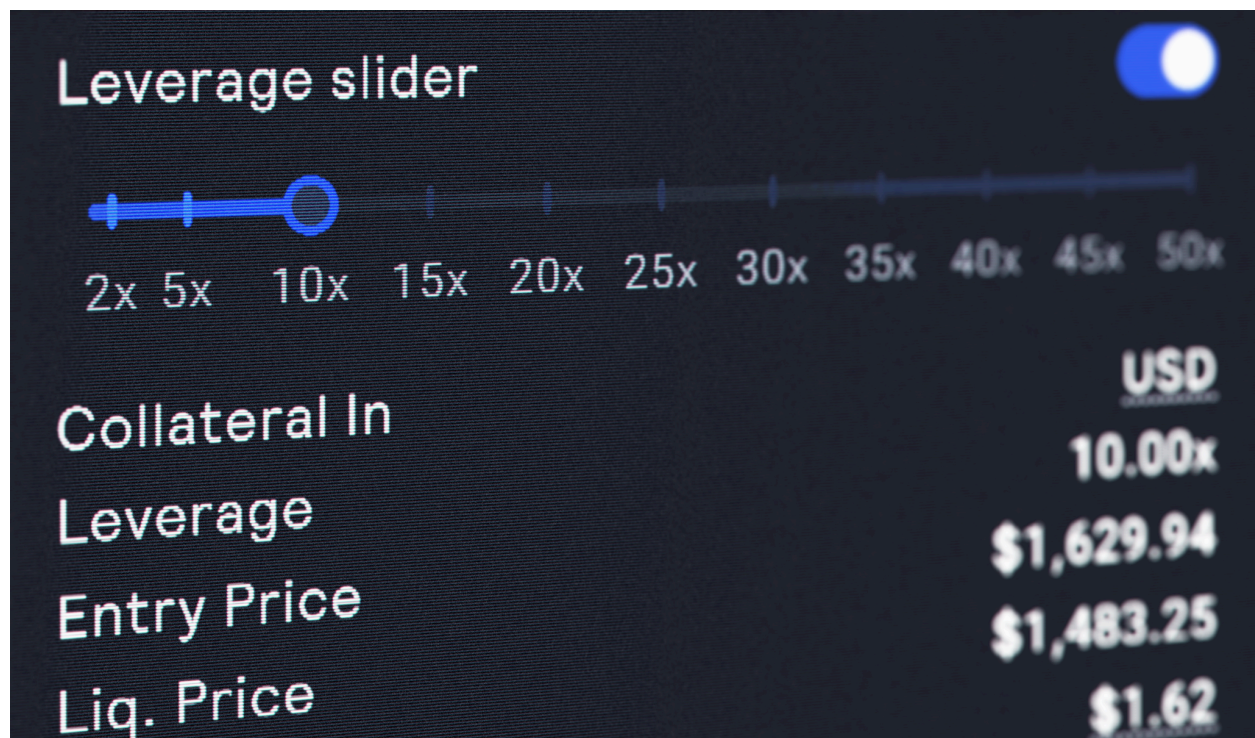 Leverage slider
2x 5x 10x 15x 20x 25x 30x 35x 40x 45x 50x
Collateral In USD
Leverage 10.00x
Entry Price $1,629.94
Liq. Price $1,483.25
$1.62